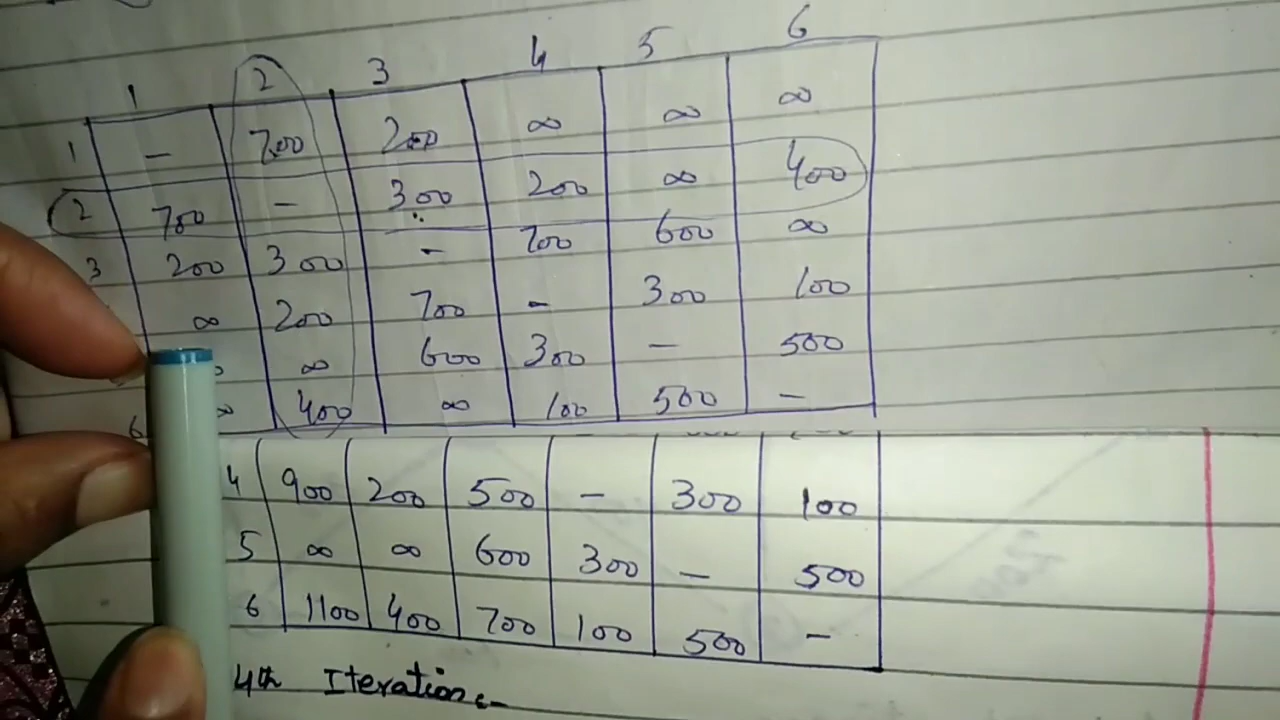 1 2 3 4 5 6
1 - 700 200 ∞ ∞ ∞
2 700 - 300 200 ∞ 400
3 200 300 - 700 600 ∞
∞ 200 700 - 300 100
∞ 600 300 - 500
6 ∞ 400 ∞ 100 500 -
4 900 200 500 - 300 100
5 ∞ ∞ 600 300 - 500
6 1100 400 700 100 500 -
4th Iteration:-